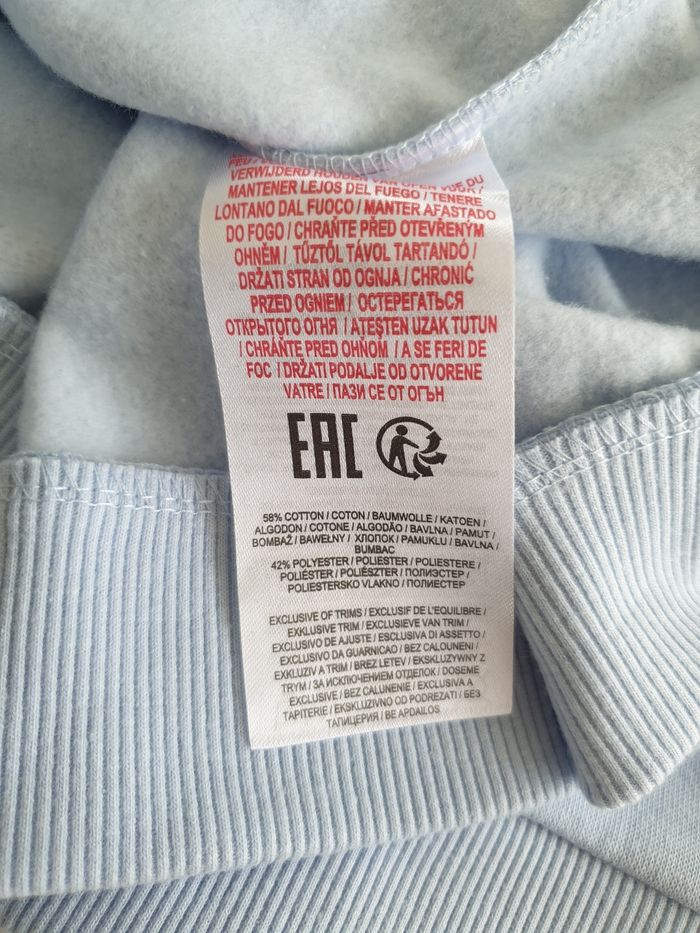 VERWIJDERD HOUDEN VAN OPEN VUUR /
MANTENER LEJOS DEL FUEGO / TENERE
LONTANO DAL FUOCO / MANTER AFASTADO
DO FOGO / CHRAŇTE PŘED OTEVŘENÝM
OHNĚM / TŰZTŐL TÁVOL TARTANDÓ /
DRŽATI STRAN OD OGNJA / CHRONIĆ
PRZED OGNIEM / ОСТЕРЕГАТЬСЯ
ОТКРЫТОГО ОГНЯ / ATEŞTEN UZAK TUTUN
/ CHRÁŇTE PRED OHŇOM / A SE FERI DE
FOC / DRŽATI PODALJE OD OTVORENE
VATRE / ПАЗИ СЕ ОТ ОГЪН
EAC
58% COTTON / COTON / BAUMWOLLE / KATOEN /
ALGODON / COTONE / ALGODÃO / BAVLNA / PAMUT /
BOMBAŽ / BAWEŁNY / ХЛОПОК / PAMUKLU / BAVLNA /
BUMBAC
42% POLYESTER / POLIESTER / POLIESTERE /
POLIÉSTER / POLIÉSZTER / ПОЛИЭСТЕР /
POLIESTERSKO VLAKNO / ПОЛИЕСТЕР
EXCLUSIVE OF TRIMS / EXCLUSIF DE L'EQUILIBRE /
EXKLUSIVE TRIM / EXCLUSIEVE VAN TRIM /
EXCLUSIVO DE AJUSTE / ESCLUSIVA DI ASSETTO /
EXCLUSIVO DA GUARNICAO / BEZ CALOUNENI /
EXKLUZIV A TRIM / BREZ LETEV / EKSKLUZYWNY Z
TRYM / ЗА ИСКЛЮЧЕНИЕМ ОТДЕЛОК / DOSEME
EXCLUSIVE / BEZ CALUNENIE / EXCLUSIVA A
TAPITERIE / EKSKLUZIVNO OD PODREZATI / БЕЗ
ТАПИЦЕРИЯ / BE APDAILOS